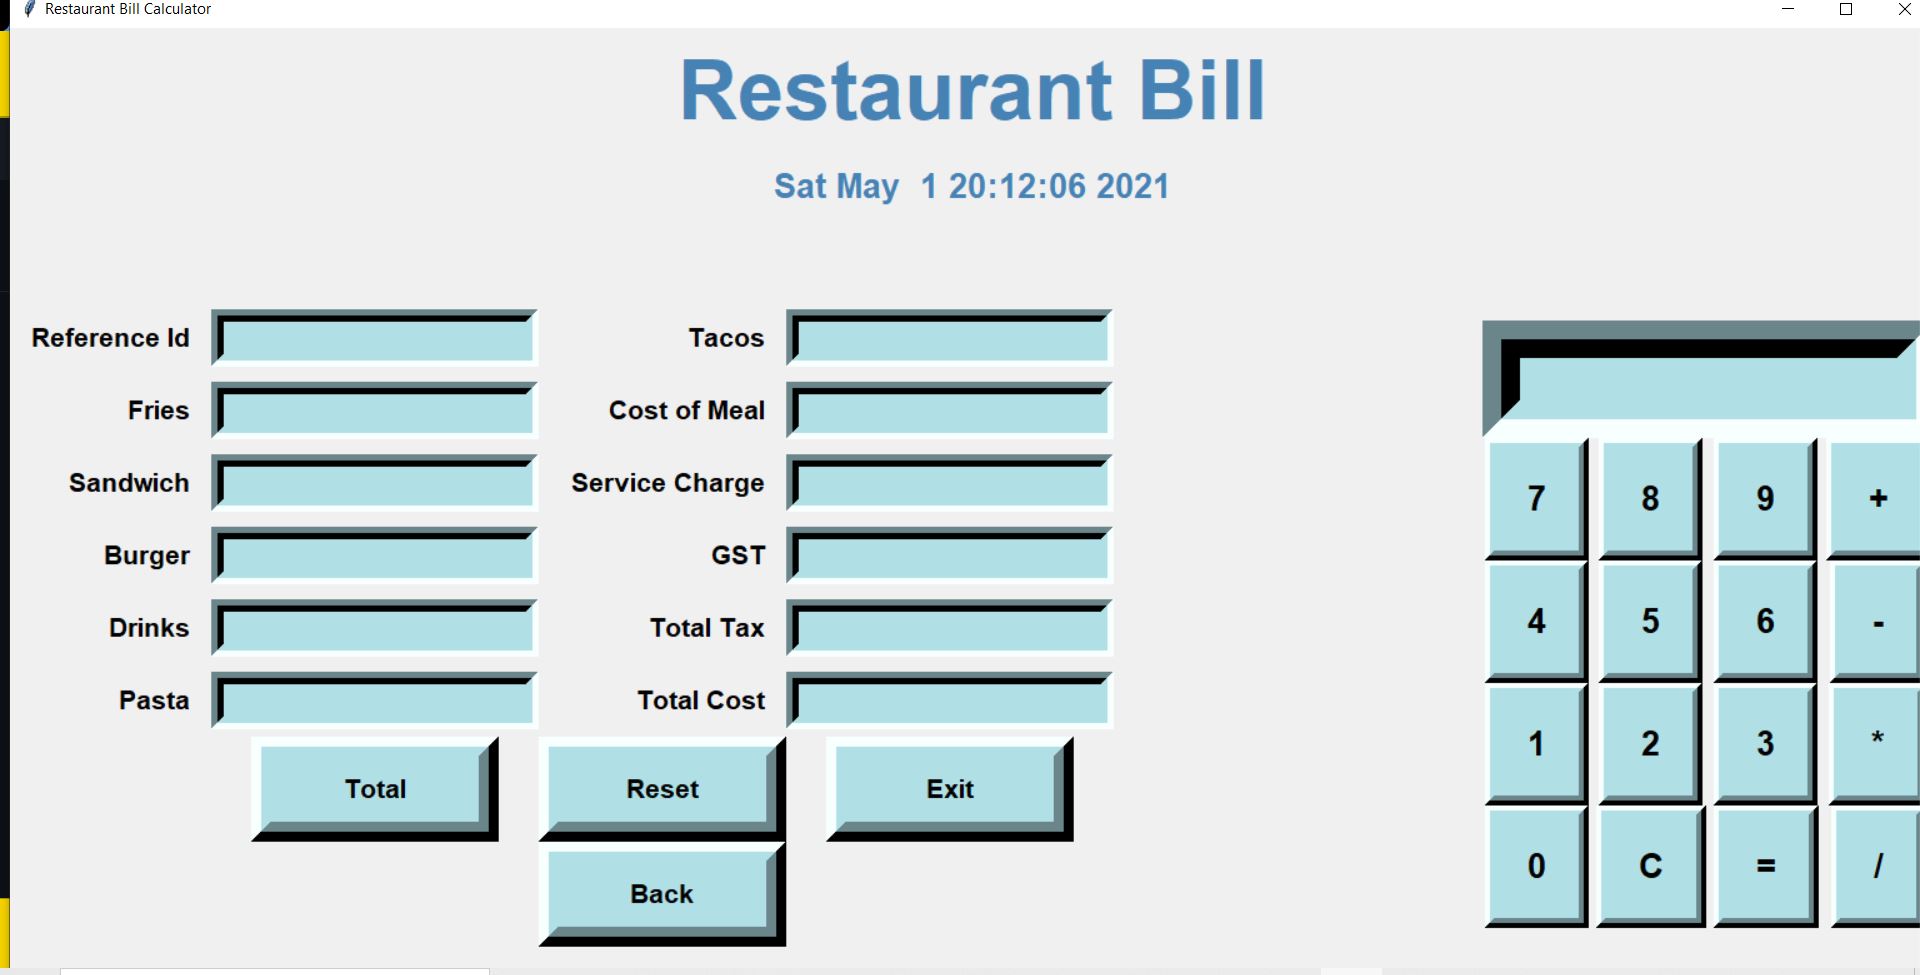 Restaurant Bill Calculator
Restaurant Bill
Sat May  1 20:12:06 2021
Reference Id
Tacos
Fries
Cost of Meal
Sandwich
Service Charge
Burger
GST
Drinks
Total Tax
Pasta
Total Cost
Total
Reset
Exit
Back
7 8 9 +
4 5 6 -
1 2 3 *
0 C = /